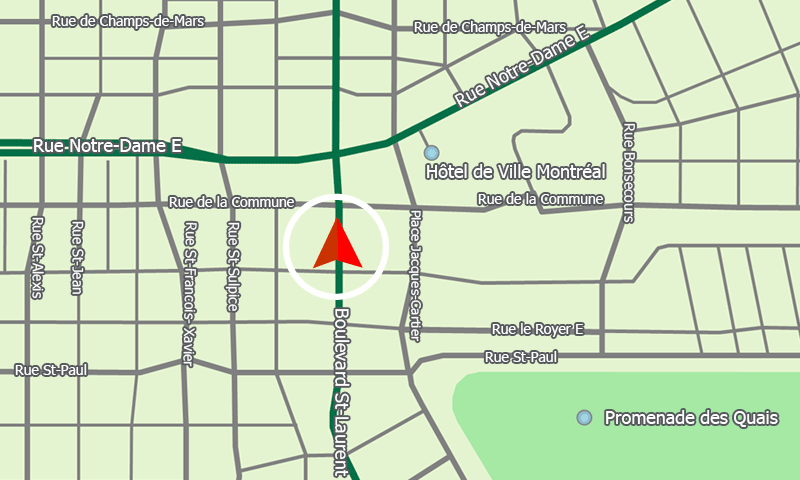 Rue de Champs-de-Mars
Rue de Champs-de-Mars
Rue Notre-Dame E
Rue Notre-Dame E
Hôtel de Ville Montréal
Rue Bonsecours
Rue de la Commune
Rue de la Commune
Rue St-Alexis
Rue St-Jean
Rue St-Francois-Xavier
Rue St-Sulpice
Place Jacques-Cartier
Boulevard St-Laurent
Rue le Royer E
Rue St-Paul
Rue St-Paul
Promenade des Quais